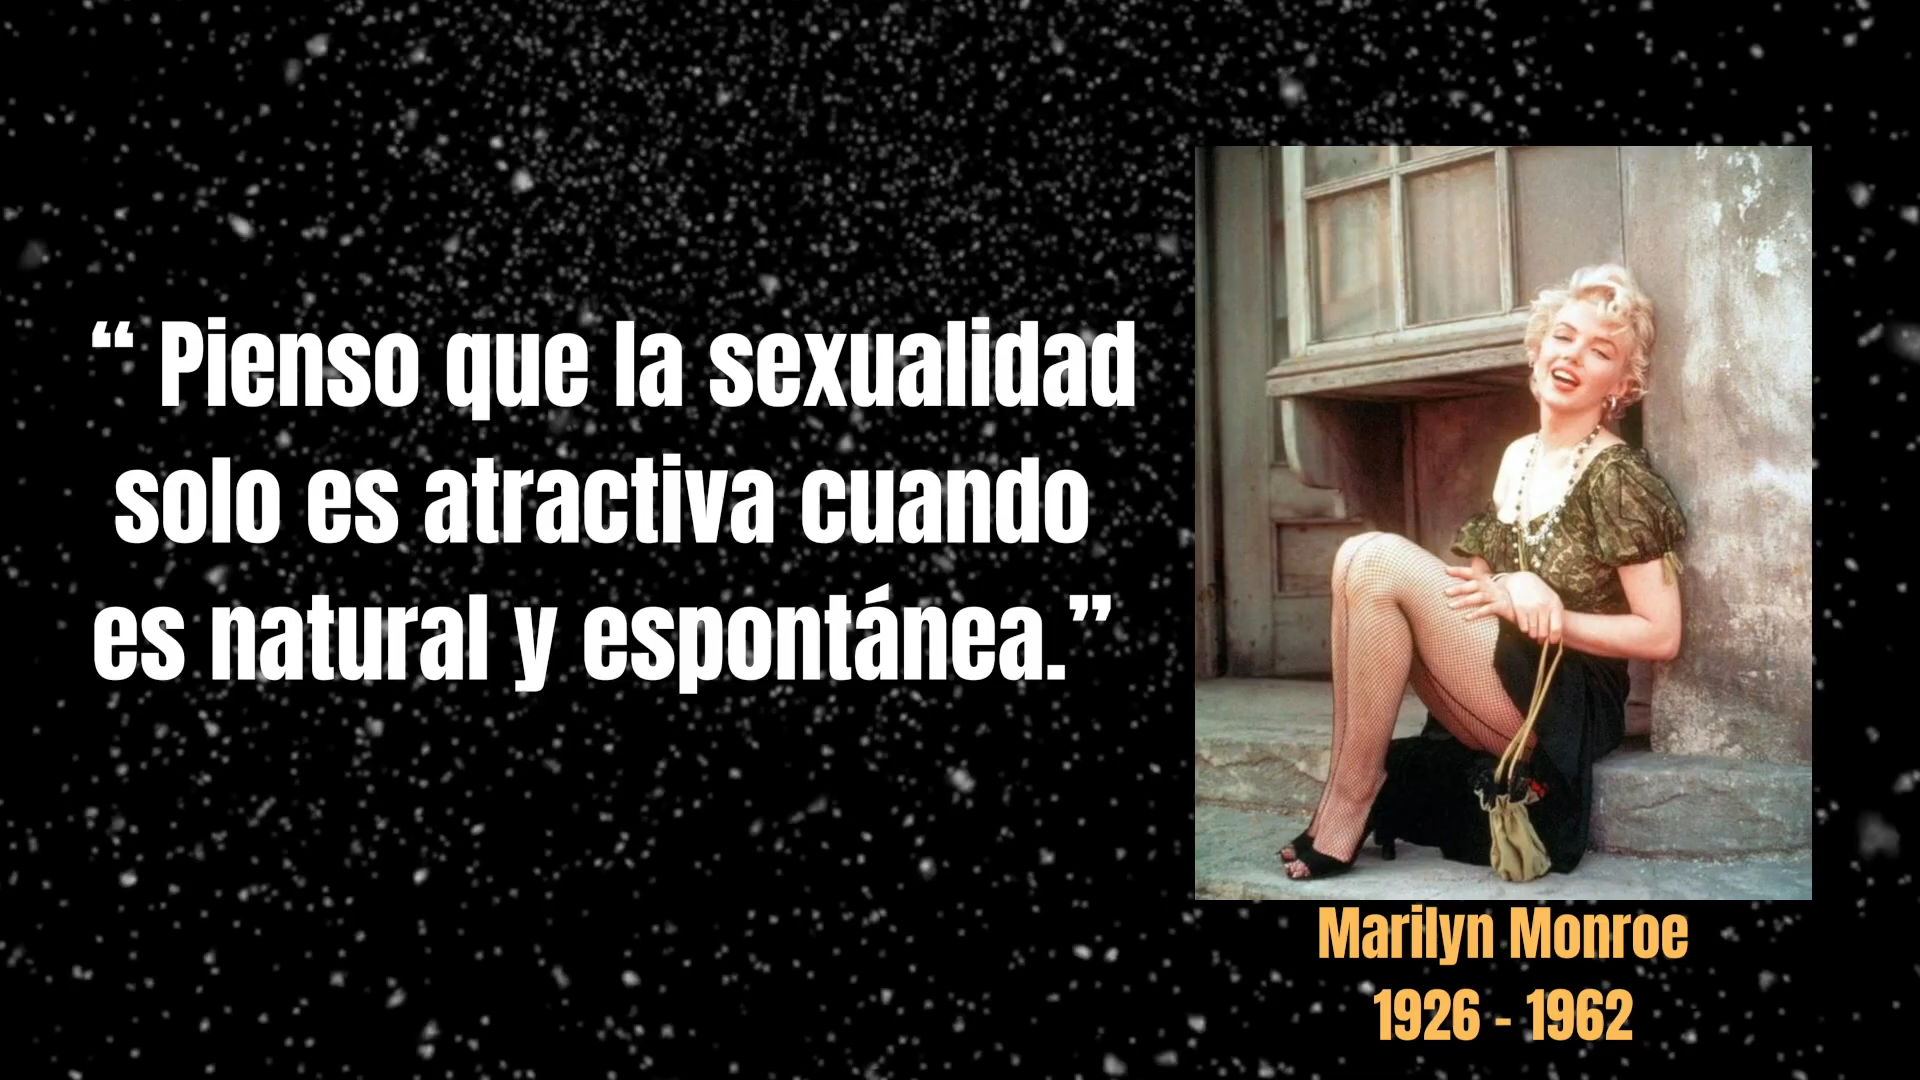 “ Pienso que la sexualidad
solo es atractiva cuando
es natural y espontánea.”
Marilyn Monroe
1926 - 1962